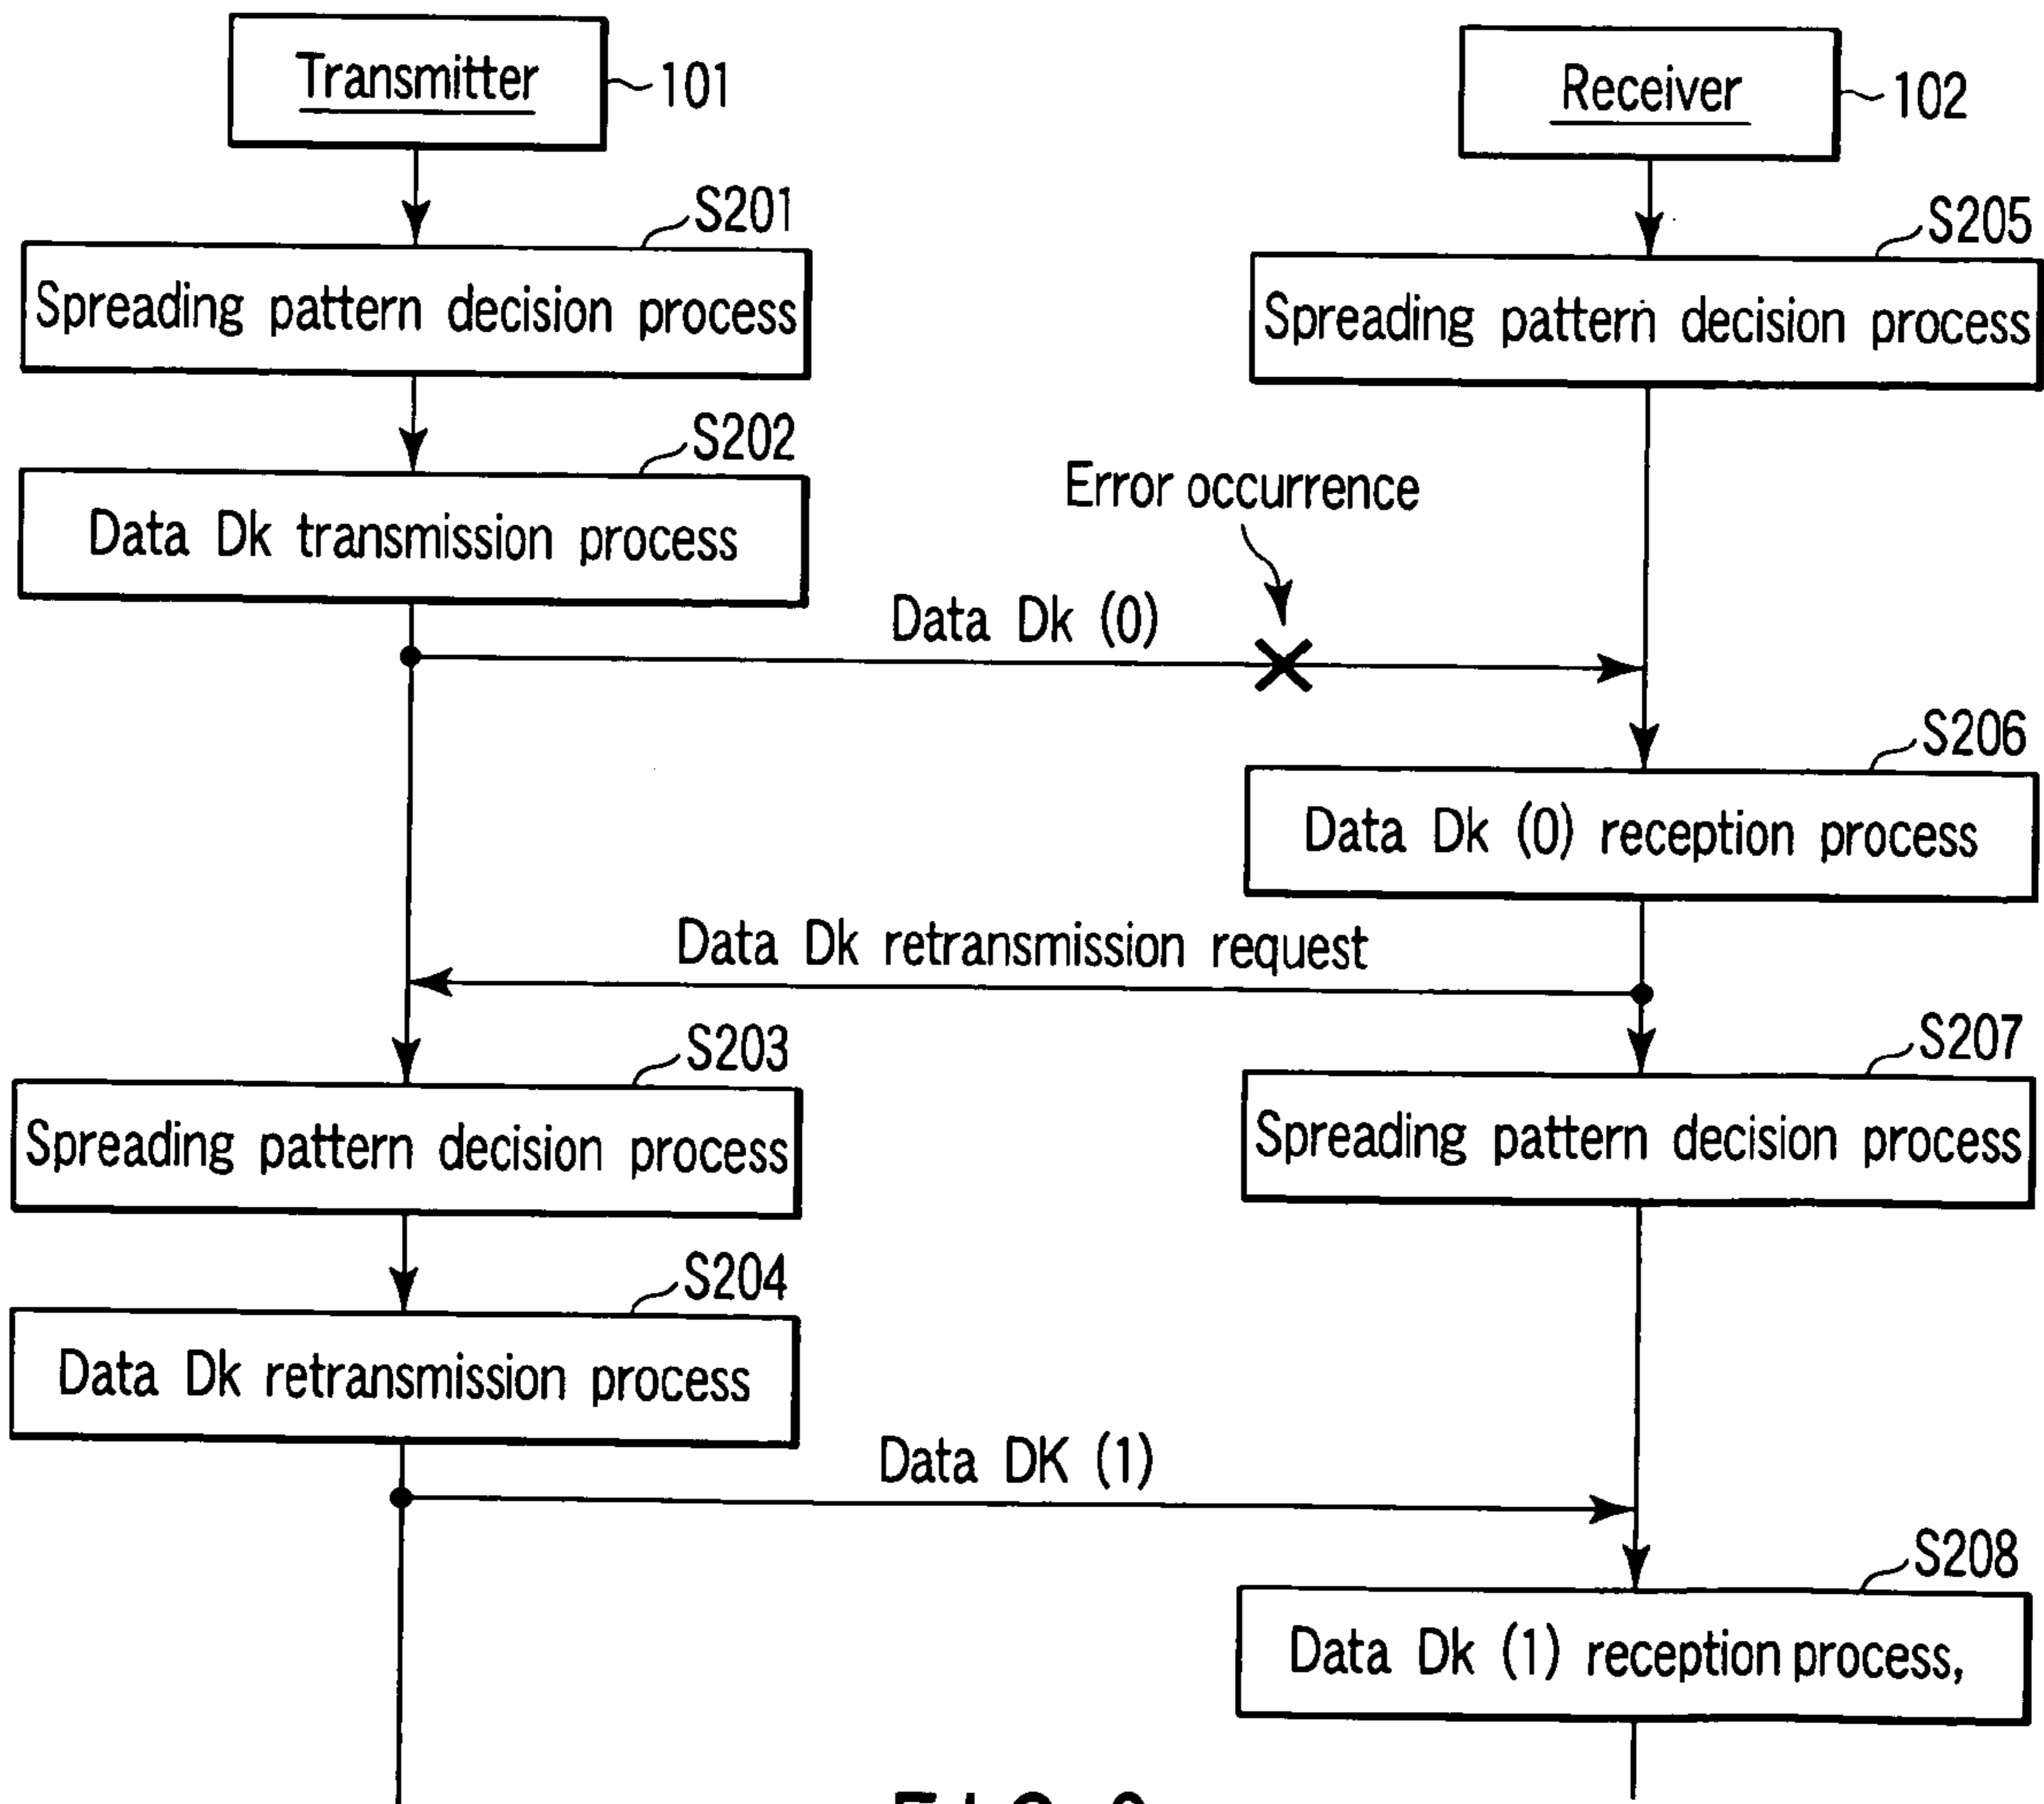 Transmitter
101
Receiver
102
S201
Spreading pattern decision process
S205
Spreading pattern decision process
S202
Data Dk transmission process
Error occurrence
Data Dk (0)
S206
Data Dk (0) reception process
Data Dk retransmission request
S203
Spreading pattern decision process
S207
Spreading pattern decision process
S204
Data Dk retransmission process
Data DK (1)
S208
Data Dk (1) reception process,